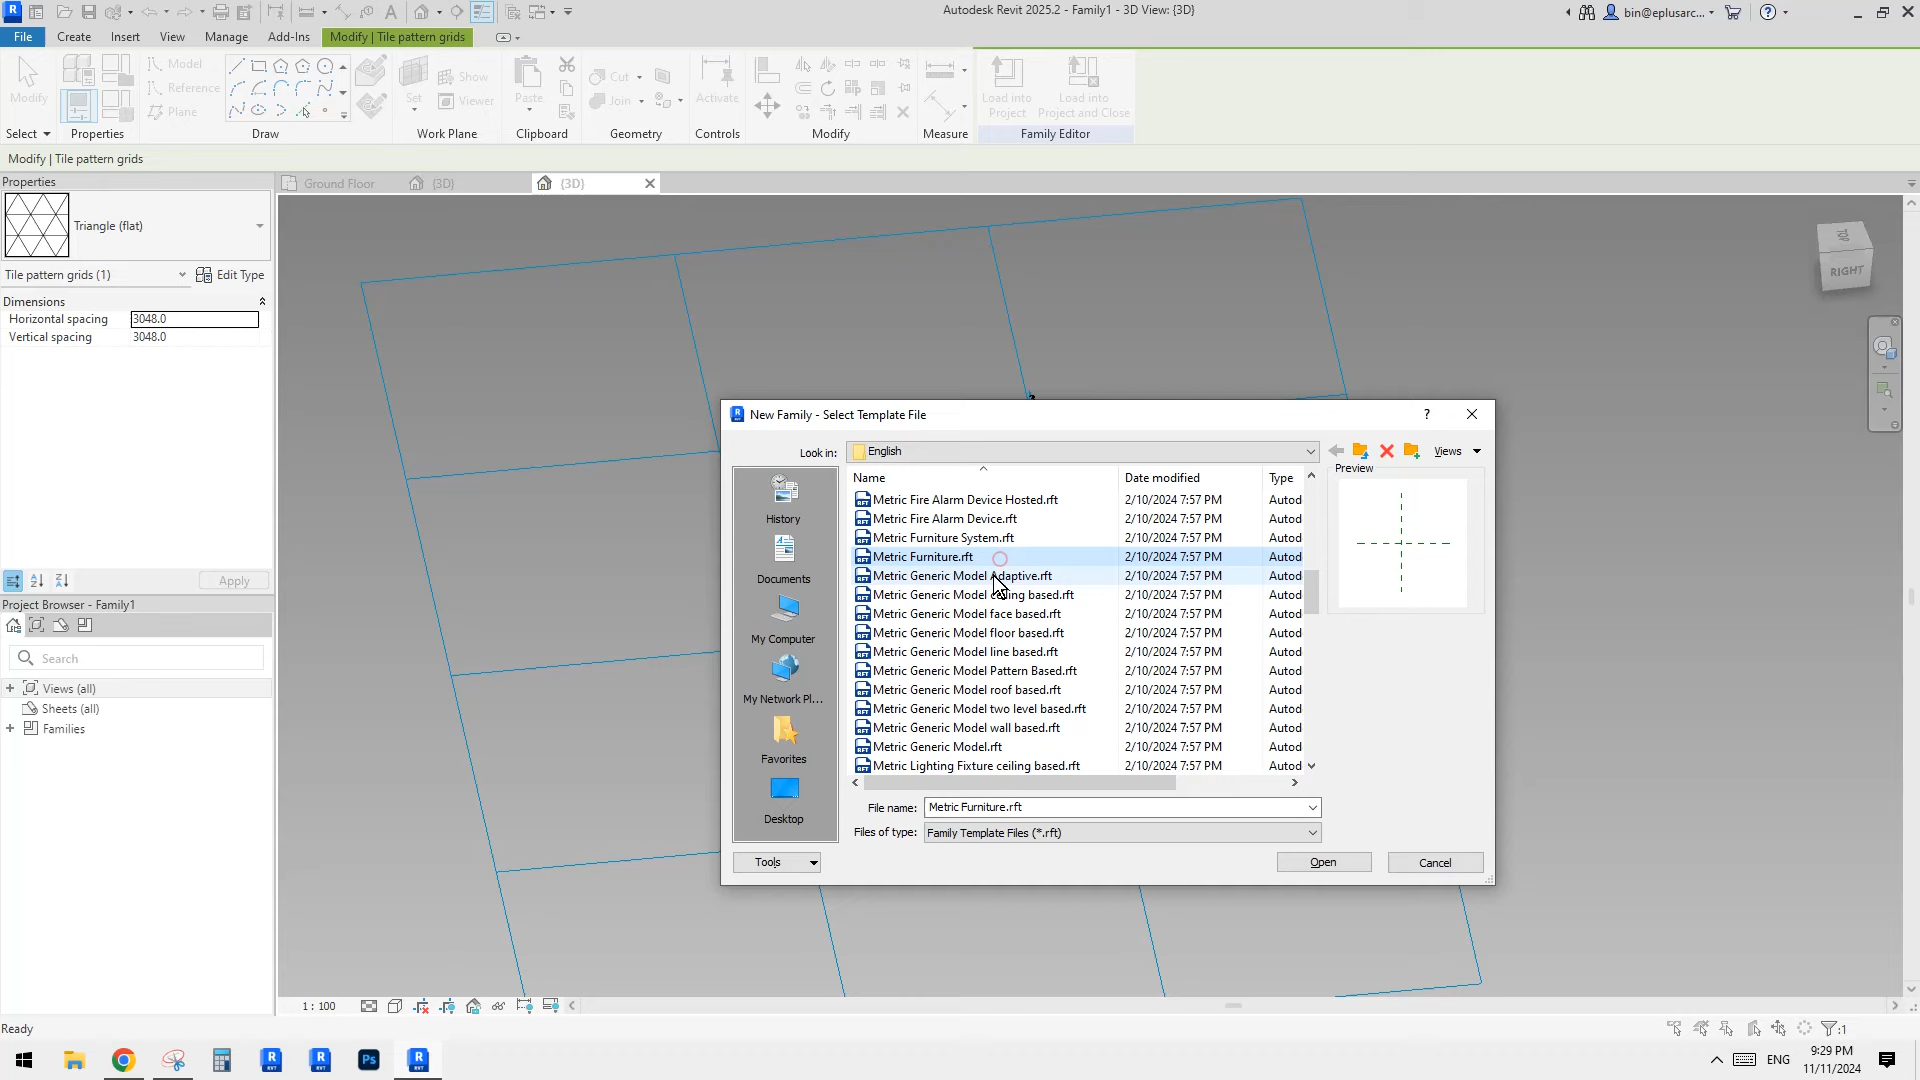 Autodesk Revit 2025.2 - Family1 - 3D View: {3D}
bin@eplusarc...
File
Create
Insert
View
Manage
Add-Ins
Modify | Tile pattern grids
Modify
Model
Reference
Plane
Set
Show
Viewer
Paste
Cut
Join
Activate
Load into
Project
Load into
Project and Close
Select
Properties
Draw
Work Plane
Clipboard
Geometry
Controls
Modify
Measure
Family Editor
Modify | Tile pattern grids
Properties
Ground Floor
{3D}
{3D}
Triangle (flat)
Tile pattern grids (1)
Edit Type
Dimensions
Horizontal spacing 3048.0
Vertical spacing 3048.0
Apply
Project Browser - Family1
Search
Views (all)
Sheets (all)
Families
TOP
RIGHT
New Family - Select Template File
Look in:
English
Views
Name
Date modified
Type
Preview
Metric Fire Alarm Device Hosted.rft 2/10/2024 7:57 PM Autod
Metric Fire Alarm Device.rft 2/10/2024 7:57 PM Autod
Metric Furniture System.rft 2/10/2024 7:57 PM Autod
Metric Furniture.rft 2/10/2024 7:57 PM Autod
Metric Generic Model Adaptive.rft 2/10/2024 7:57 PM Autod
Metric Generic Model ceiling based.rft 2/10/2024 7:57 PM Autod
Metric Generic Model face based.rft 2/10/2024 7:57 PM Autod
Metric Generic Model floor based.rft 2/10/2024 7:57 PM Autod
Metric Generic Model line based.rft 2/10/2024 7:57 PM Autod
Metric Generic Model Pattern Based.rft 2/10/2024 7:57 PM Autod
Metric Generic Model roof based.rft 2/10/2024 7:57 PM Autod
Metric Generic Model two level based.rft 2/10/2024 7:57 PM Autod
Metric Generic Model wall based.rft 2/10/2024 7:57 PM Autod
Metric Generic Model.rft 2/10/2024 7:57 PM Autod
Metric Lighting Fixture ceiling based.rft 2/10/2024 7:57 PM Autod
History
Documents
My Computer
My Network Pl...
Favorites
Desktop
File name: Metric Furniture.rft
Files of type: Family Template Files (*.rft)
Tools
Open
Cancel
1 : 100
Ready
:1
ENG
9:29 PM
11/11/2024